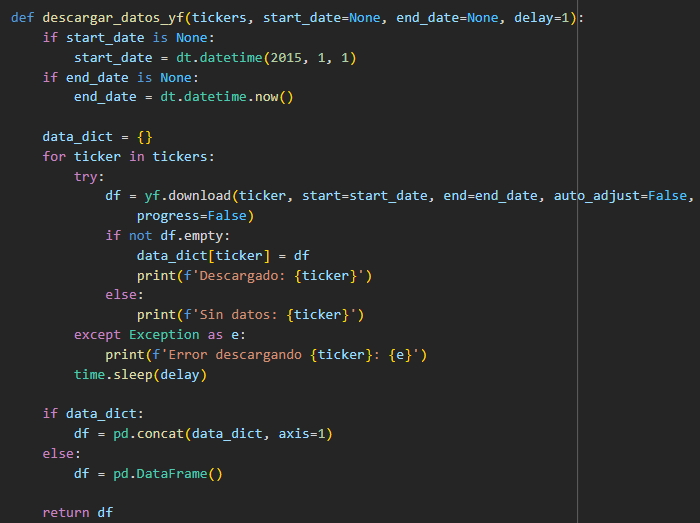 def descargar_datos_yf(tickers, start_date=None, end_date=None, delay=1):
    if start_date is None:
        start_date = dt.datetime(2015, 1, 1)
    if end_date is None:
        end_date = dt.datetime.now()

    data_dict = {}
    for ticker in tickers:
        try:
            df = yf.download(ticker, start=start_date, end=end_date, auto_adjust=False,
                progress=False)
            if not df.empty:
                data_dict[ticker] = df
                print(f'Descargado: {ticker}')
            else:
                print(f'Sin datos: {ticker}')
        except Exception as e:
            print(f'Error descargando {ticker}: {e}')
        time.sleep(delay)

    if data_dict:
        df = pd.concat(data_dict, axis=1)
    else:
        df = pd.DataFrame()

    return df